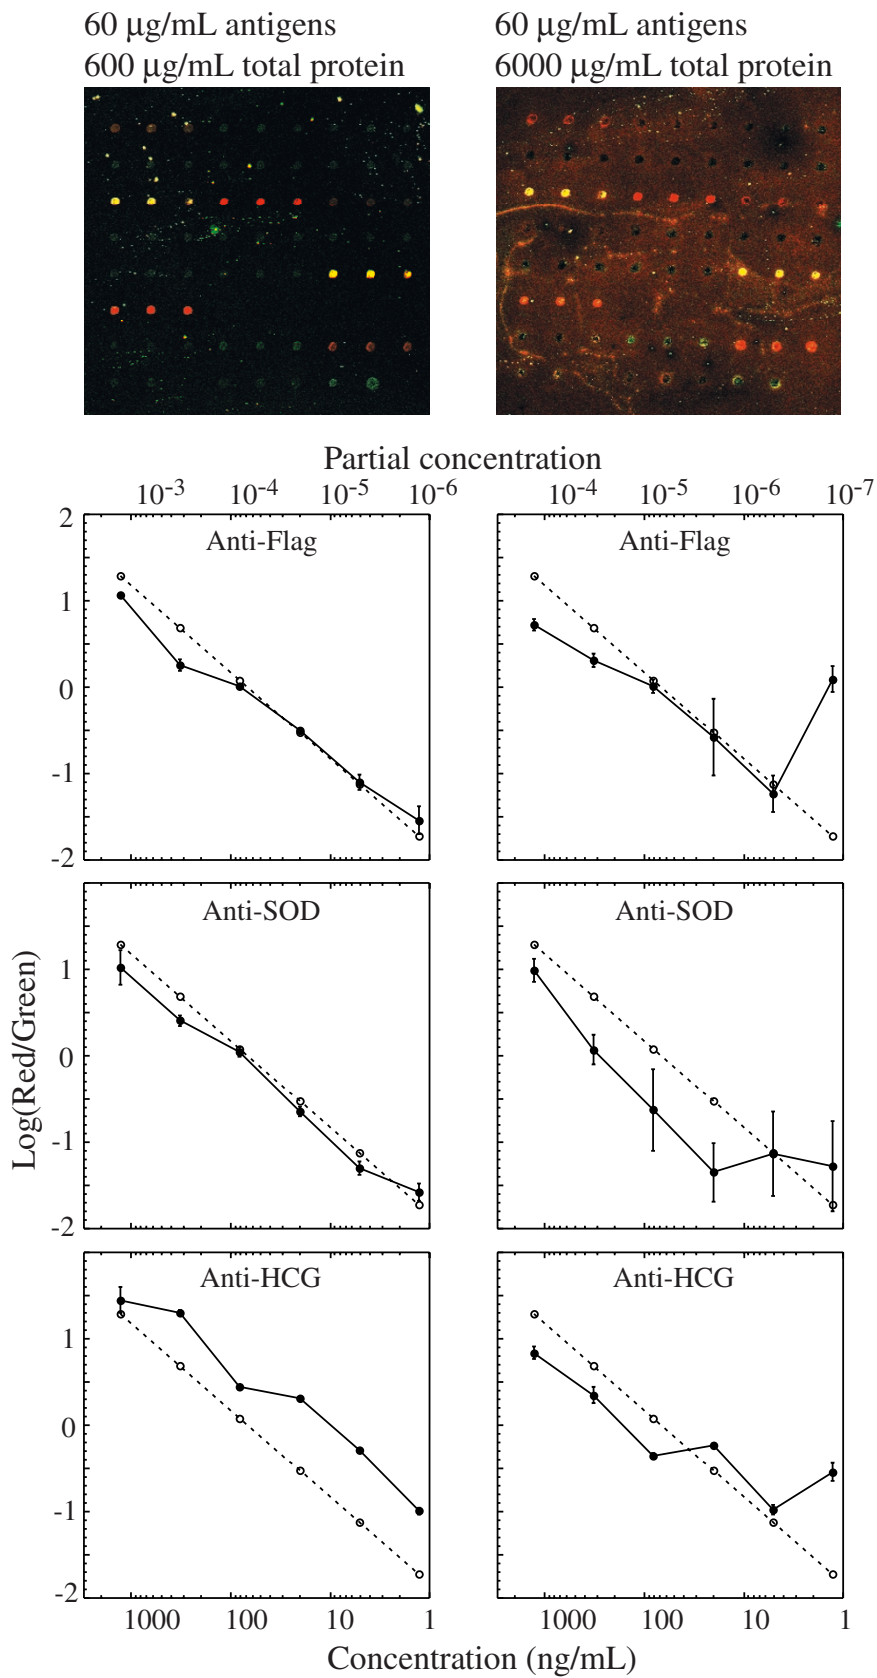 60 μg/mL antigens
600 μg/mL total protein
60 μg/mL antigens
6000 μg/mL total protein
Partial concentration
10-3 10-4 10-5 10-6
10-4 10-5 10-6 10-7
2
1
0
-1
-2
Anti-Flag
Anti-Flag
Log(Red/Green)
1
0
-1
-2
Anti-SOD
Anti-SOD
1
0
-1
-2
Anti-HCG
Anti-HCG
1000 100 10 1
1000 100 10 1
Concentration (ng/mL)